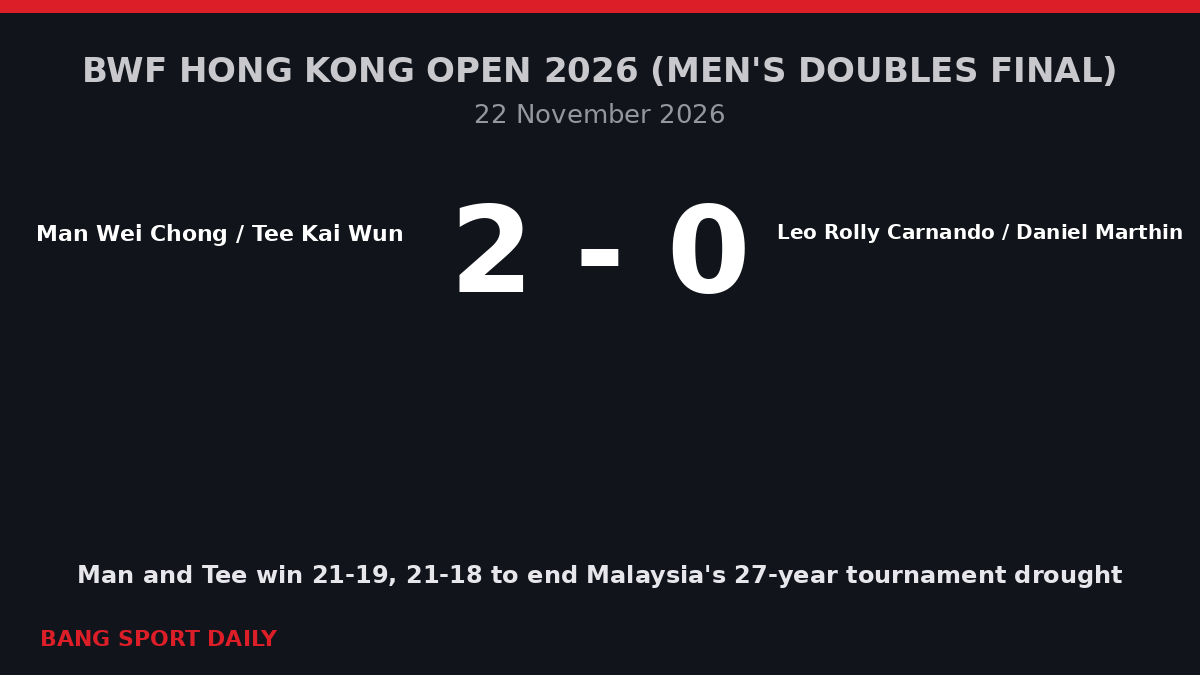 BWF HONG KONG OPEN 2026 (MEN'S DOUBLES FINAL)
22 November 2026
Man Wei Chong / Tee Kai Wun
2 - 0
Leo Rolly Carnando / Daniel Marthin
Man and Tee win 21-19, 21-18 to end Malaysia's 27-year tournament drought
BANG SPORT DAILY